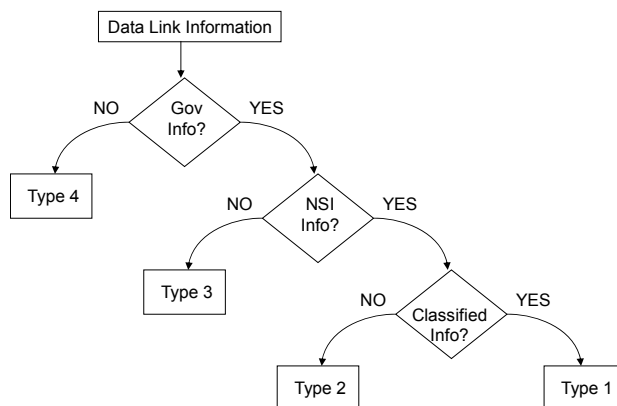 Data Link Information
NO
Gov
Info?
YES
Type 4
NO
NSI
Info?
YES
Type 3
NO
Classified
Info?
YES
Type 2
Type 1